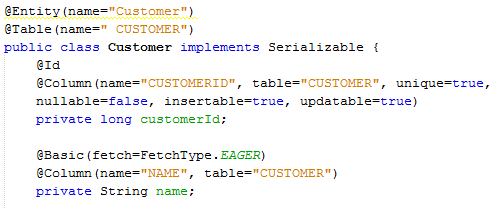 @Entity(name="Customer")
@Table(name=" CUSTOMER")
public class Customer implements Serializable {
@Id
@Column(name="CUSTOMERID", table="CUSTOMER", unique=true,
nullable=false, insertable=true, updatable=true)
private long customerId;
@Basic(fetch=FetchType.EAGER)
@Column(name="NAME", table="CUSTOMER")
private String name;